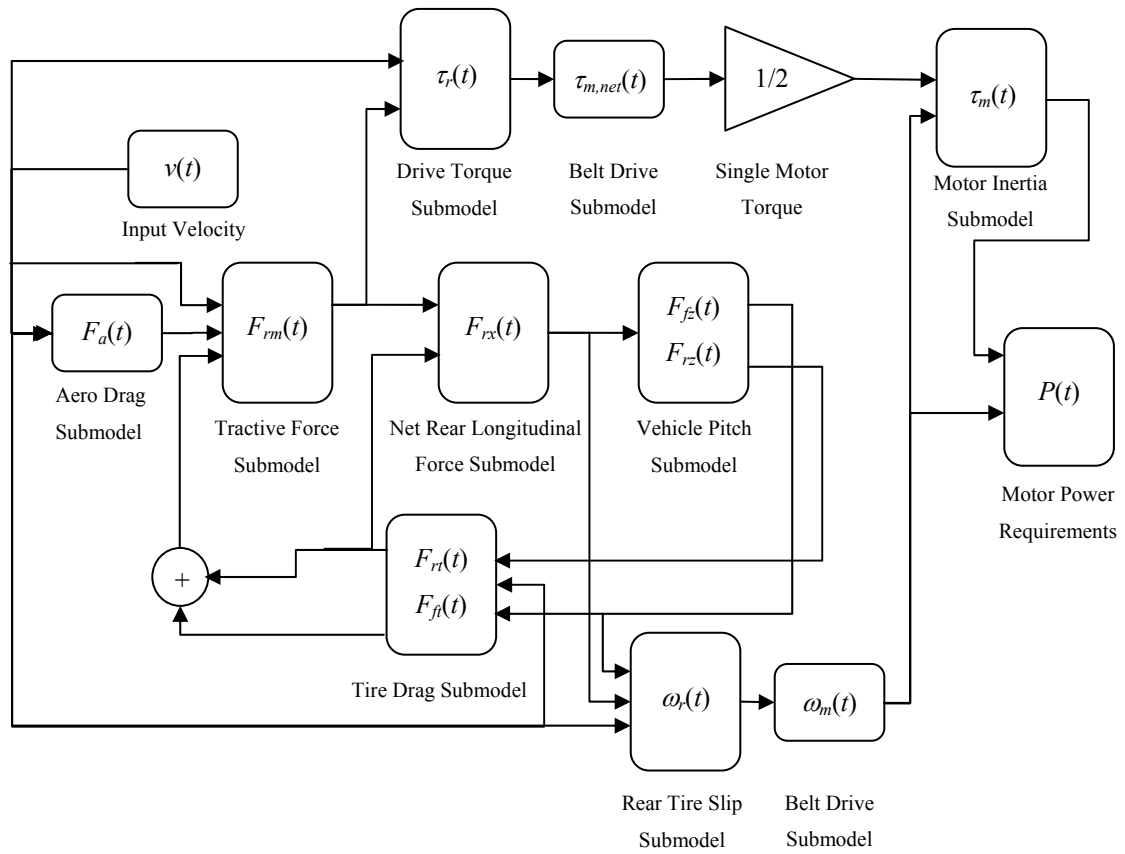 τr(t)
τm,net(t)
1/2
τm(t)
Drive Torque
Submodel
Belt Drive
Submodel
Single Motor
Torque
Motor Inertia
Submodel
v(t)
Input Velocity
Fa(t)
Aero Drag
Submodel
Frm(t)
Tractive Force
Submodel
Frx(t)
Net Rear Longitudinal
Force Submodel
Ffz(t)
Frz(t)
Vehicle Pitch
Submodel
P(t)
Motor Power
Requirements
+
Frt(t)
Fft(t)
Tire Drag Submodel
ωr(t)
Rear Tire Slip
Submodel
ωm(t)
Belt Drive
Submodel